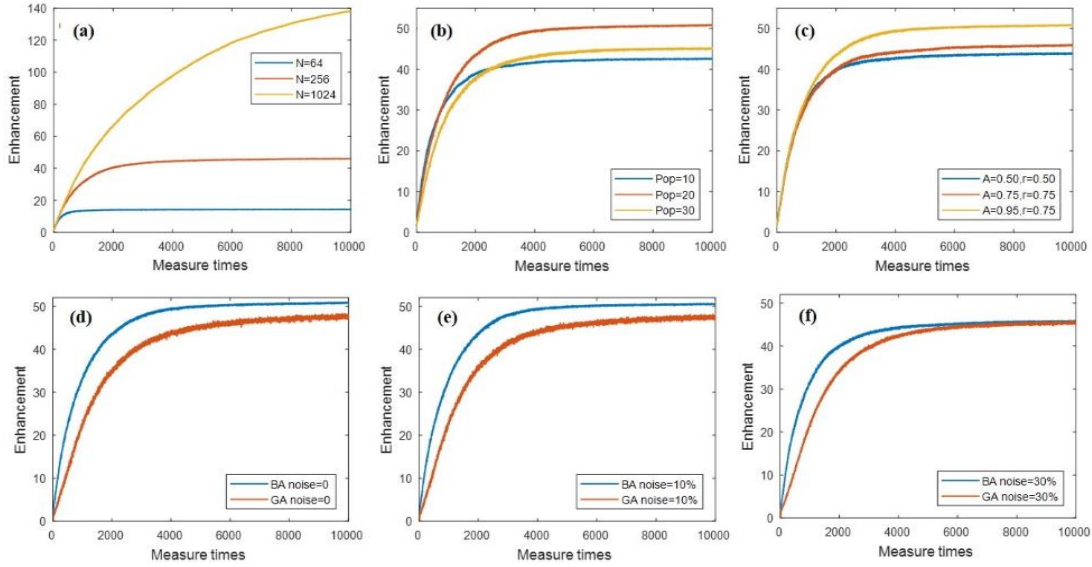 (a)
140
120
100
80
60
40
20
0
Enhancement
0 2000 4000 6000 8000 10000
Measure times
N=64
N=256
N=1024
(b)
50
40
30
20
10
0
Enhancement
0 2000 4000 6000 8000 10000
Measure times
Pop=10
Pop=20
Pop=30
(c)
50
40
30
20
10
0
Enhancement
0 2000 4000 6000 8000 10000
Measure times
A=0.50,r=0.50
A=0.75,r=0.75
A=0.95,r=0.75
(d)
50
40
30
20
10
0
Enhancement
0 2000 4000 6000 8000 10000
Measure times
BA noise=0
GA noise=0
(e)
50
40
30
20
10
0
Enhancement
0 2000 4000 6000 8000 10000
Measure times
BA noise=10%
GA noise=10%
(f)
50
40
30
20
10
0
Enhancement
0 2000 4000 6000 8000 10000
Measure times
BA noise=30%
GA noise=30%